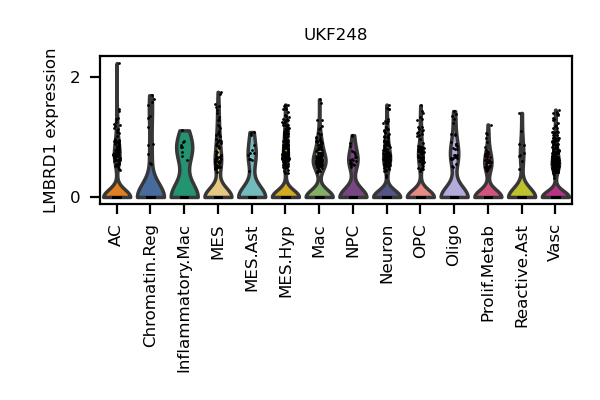 UKF248
LMBRD1 expression
2
0
AC
Chromatin.Reg
Inflammatory.Mac
MES
MES.Ast
MES.Hyp
Mac
NPC
Neuron
OPC
Oligo
Prolif.Metab
Reactive.Ast
Vasc